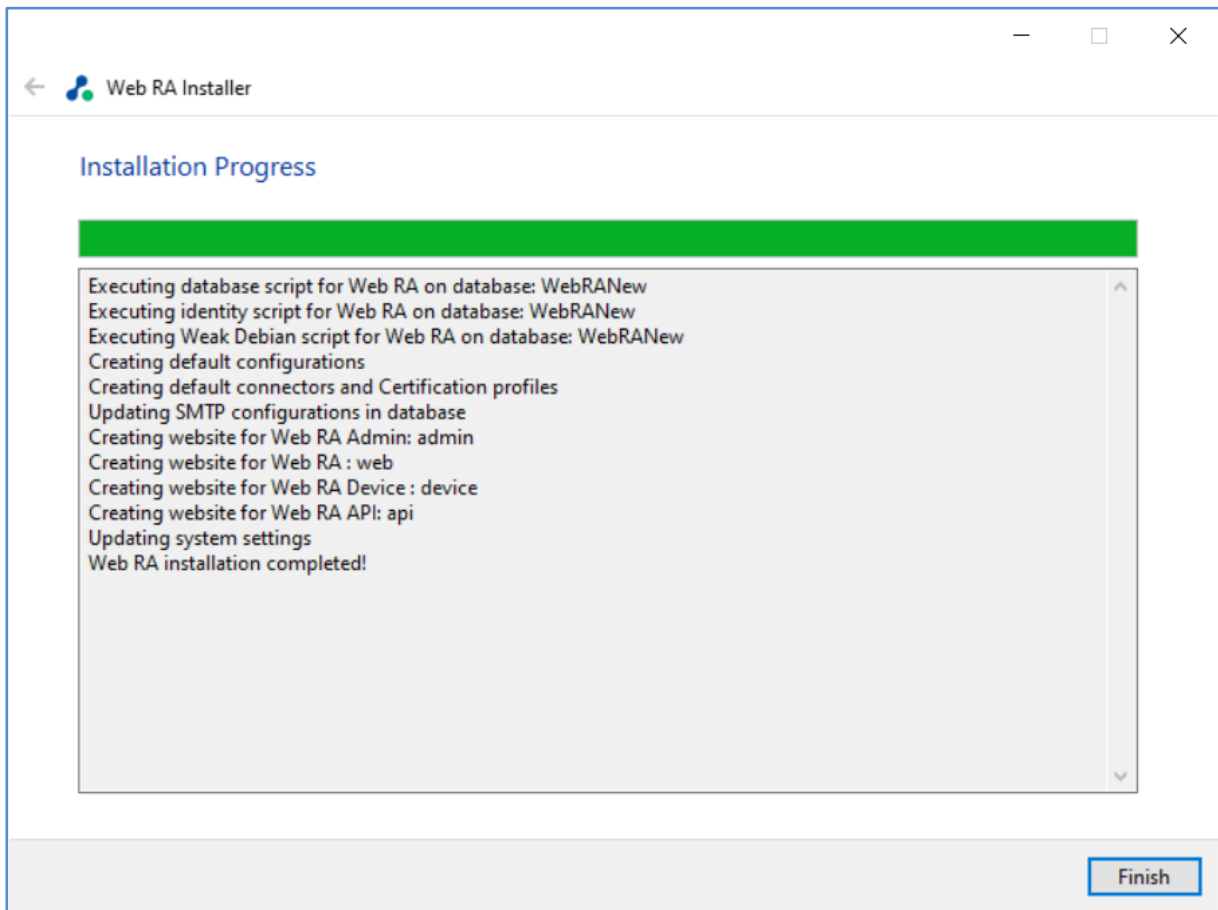 Web RA Installer
Installation Progress
Executing database script for Web RA on database: WebRANew
Executing identity script for Web RA on database: WebRANew
Executing Weak Debian script for Web RA on database: WebRANew
Creating default configurations
Creating default connectors and Certification profiles
Updating SMTP configurations in database
Creating website for Web RA Admin: admin
Creating website for Web RA : web
Creating website for Web RA Device : device
Creating website for Web RA API: api
Updating system settings
Web RA installation completed!
Finish